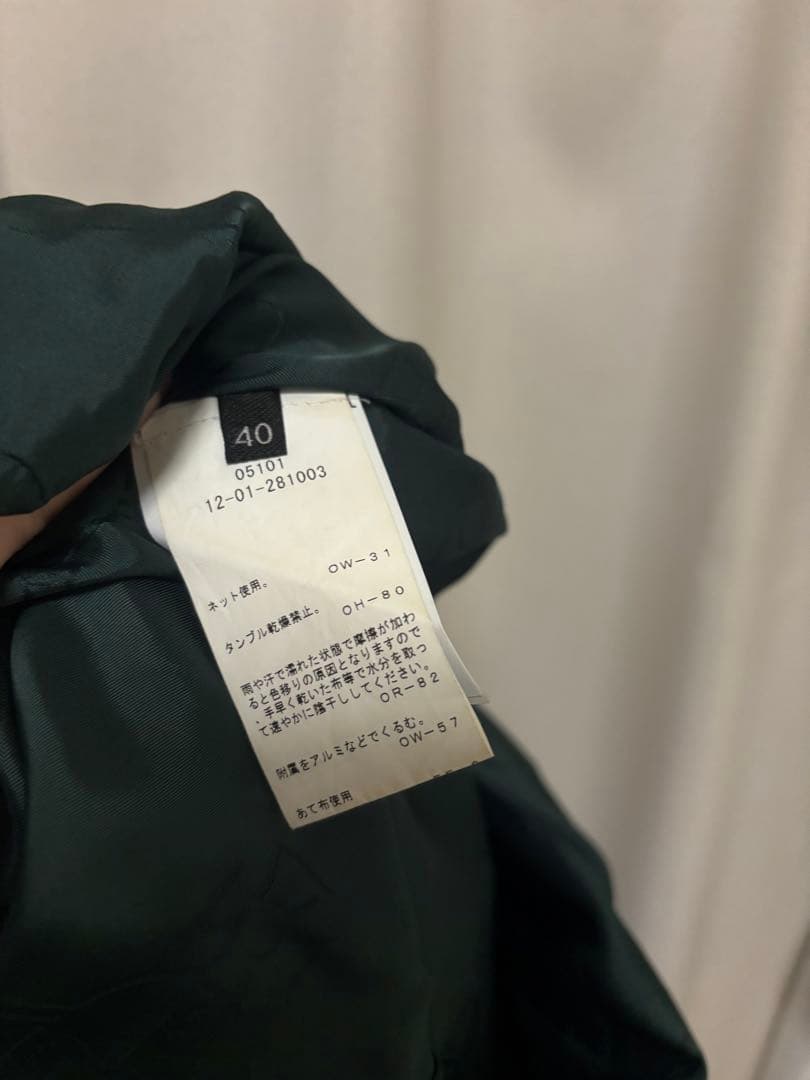 40
05101
12-01-281003
OW-31
ネット使用。
OH-80
タンブル乾燥禁止。
雨や汗で濡れた状態で摩擦が加わ
ると色移りの原因となりますので
、手早く乾いた布等で水分を取っ
て速やかに陰干ししてください。
OR-82
附属をアルミなどでくるむ。
OW-57
あて布使用